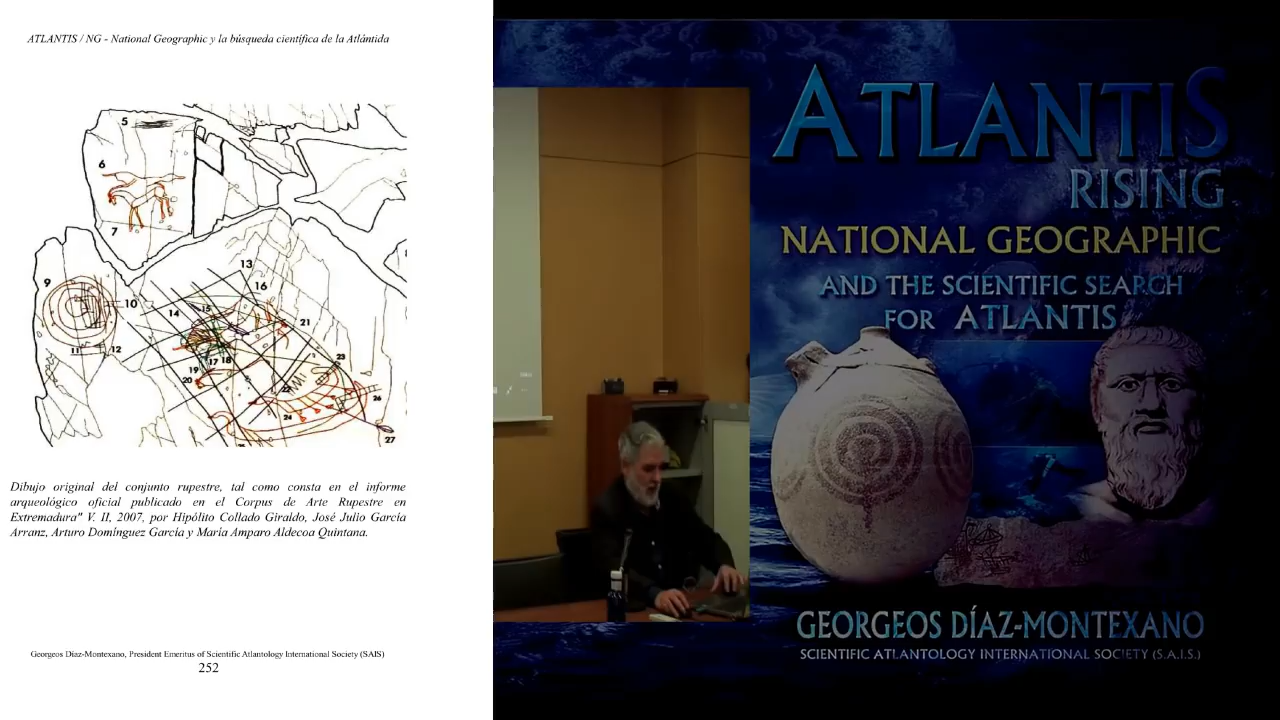 ATLANTIS / NG - National Geographic y la búsqueda científica de la Atlántida
5
6
7
9
10
11
12
13
16
14
15
21
17 18
19
20
23
22
24
26
27
Dibujo original del conjunto rupestre, tal como consta en el informe
arqueológico oficial publicado en el Corpus de Arte Rupestre en
Extremadura" V. II, 2007, por Hipólito Collado Giraldo, José Julio García
Arranz, Arturo Domínguez García y María Amparo Aldecoa Quintana.
Georgeos Díaz-Montexano, President Emeritus of Scientific Atlantology International Society (SAIS)
252
ATLANTIS
RISING
NATIONAL GEOGRAPHIC
AND THE SCIENTIFIC SEARCH
FOR ATLANTIS
GEORGEOS DÍAZ-MONTEXANO
SCIENTIFIC ATLANTOLOGY INTERNATIONAL SOCIETY (S.A.I.S.)